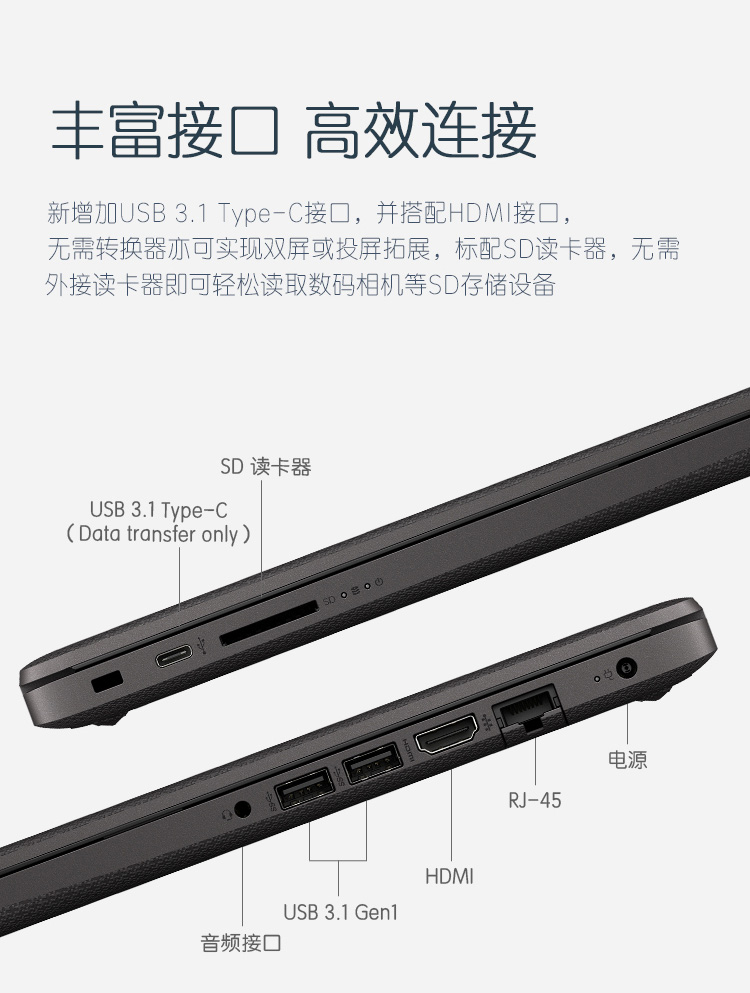 丰富接口 高效连接
新增加USB 3.1 Type-C接口，并搭配HDMI接口，
无需转换器亦可实现双屏或投屏拓展，标配SD读卡器，无需
外接读卡器即可轻松读取数码相机等SD存储设备
SD 读卡器
USB 3.1 Type-C
（Data transfer only）
SD
电源
RJ-45
HDMI
HDMI
USB 3.1 Gen1
音频接口